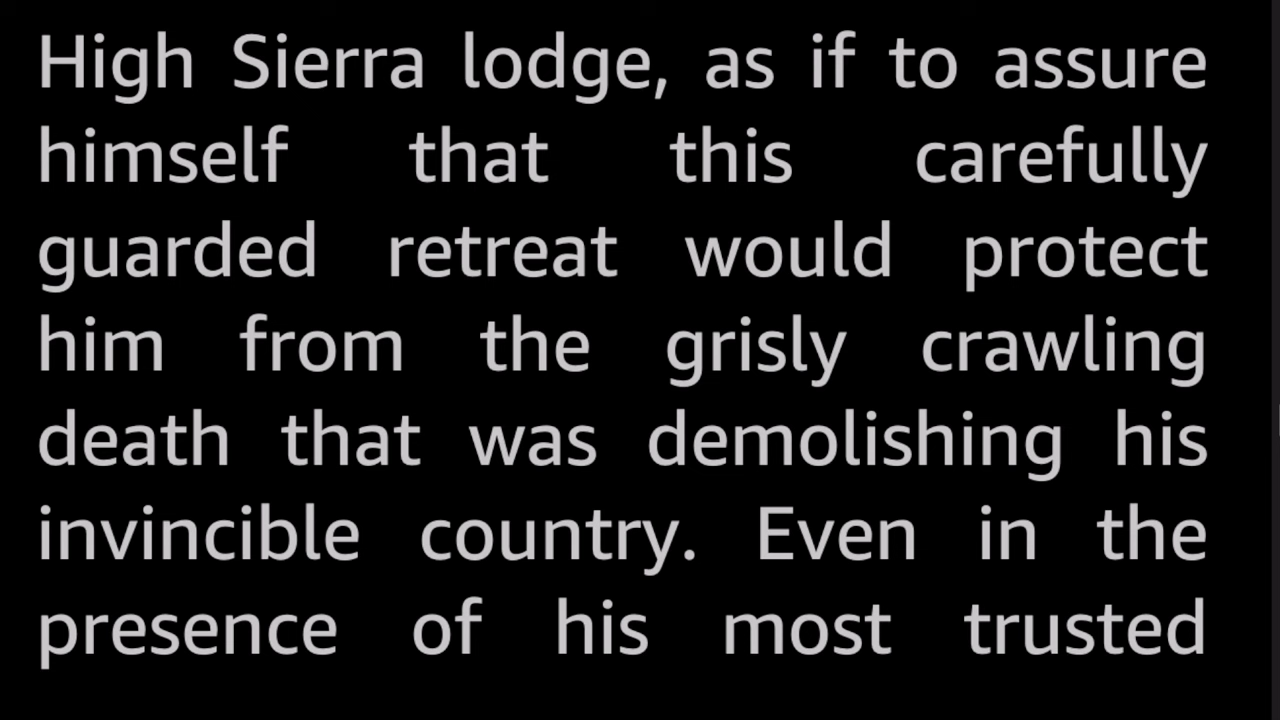 High Sierra lodge, as if to assure
himself that this carefully
guarded retreat would protect
him from the grisly crawling
death that was demolishing his
invincible country. Even in the
presence of his most trusted